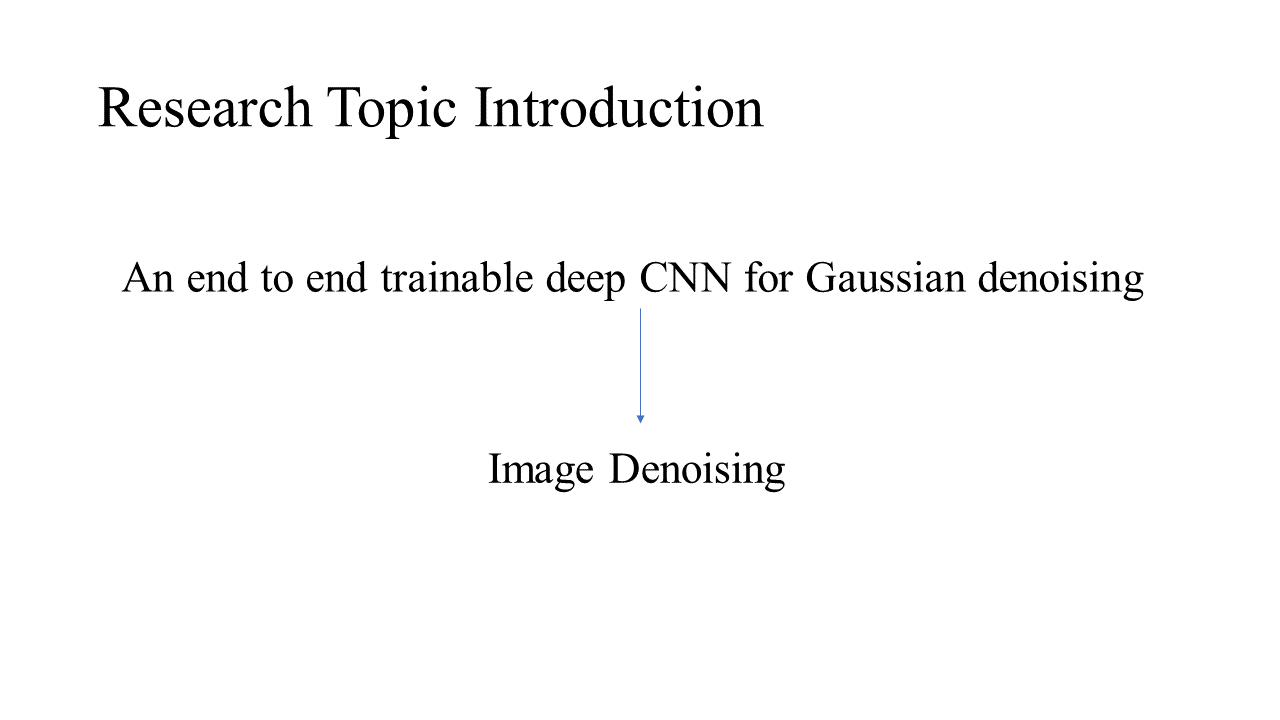 Research Topic Introduction
An end to end trainable deep CNN for Gaussian denoising
Image Denoising